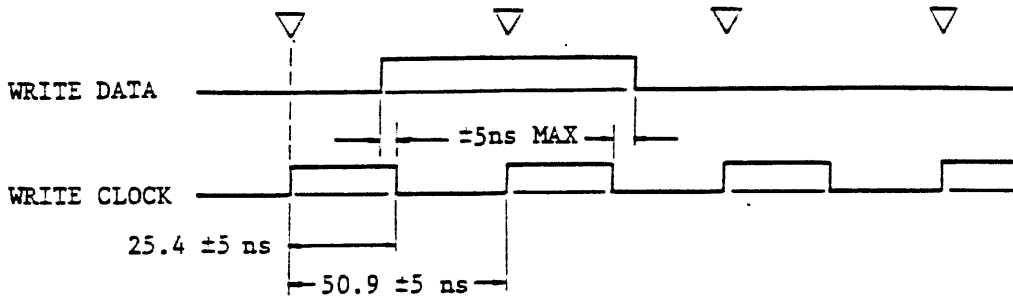 WRITE DATA
±5ns MAX
WRITE CLOCK
25.4 ±5 ns
50.9 ±5 ns